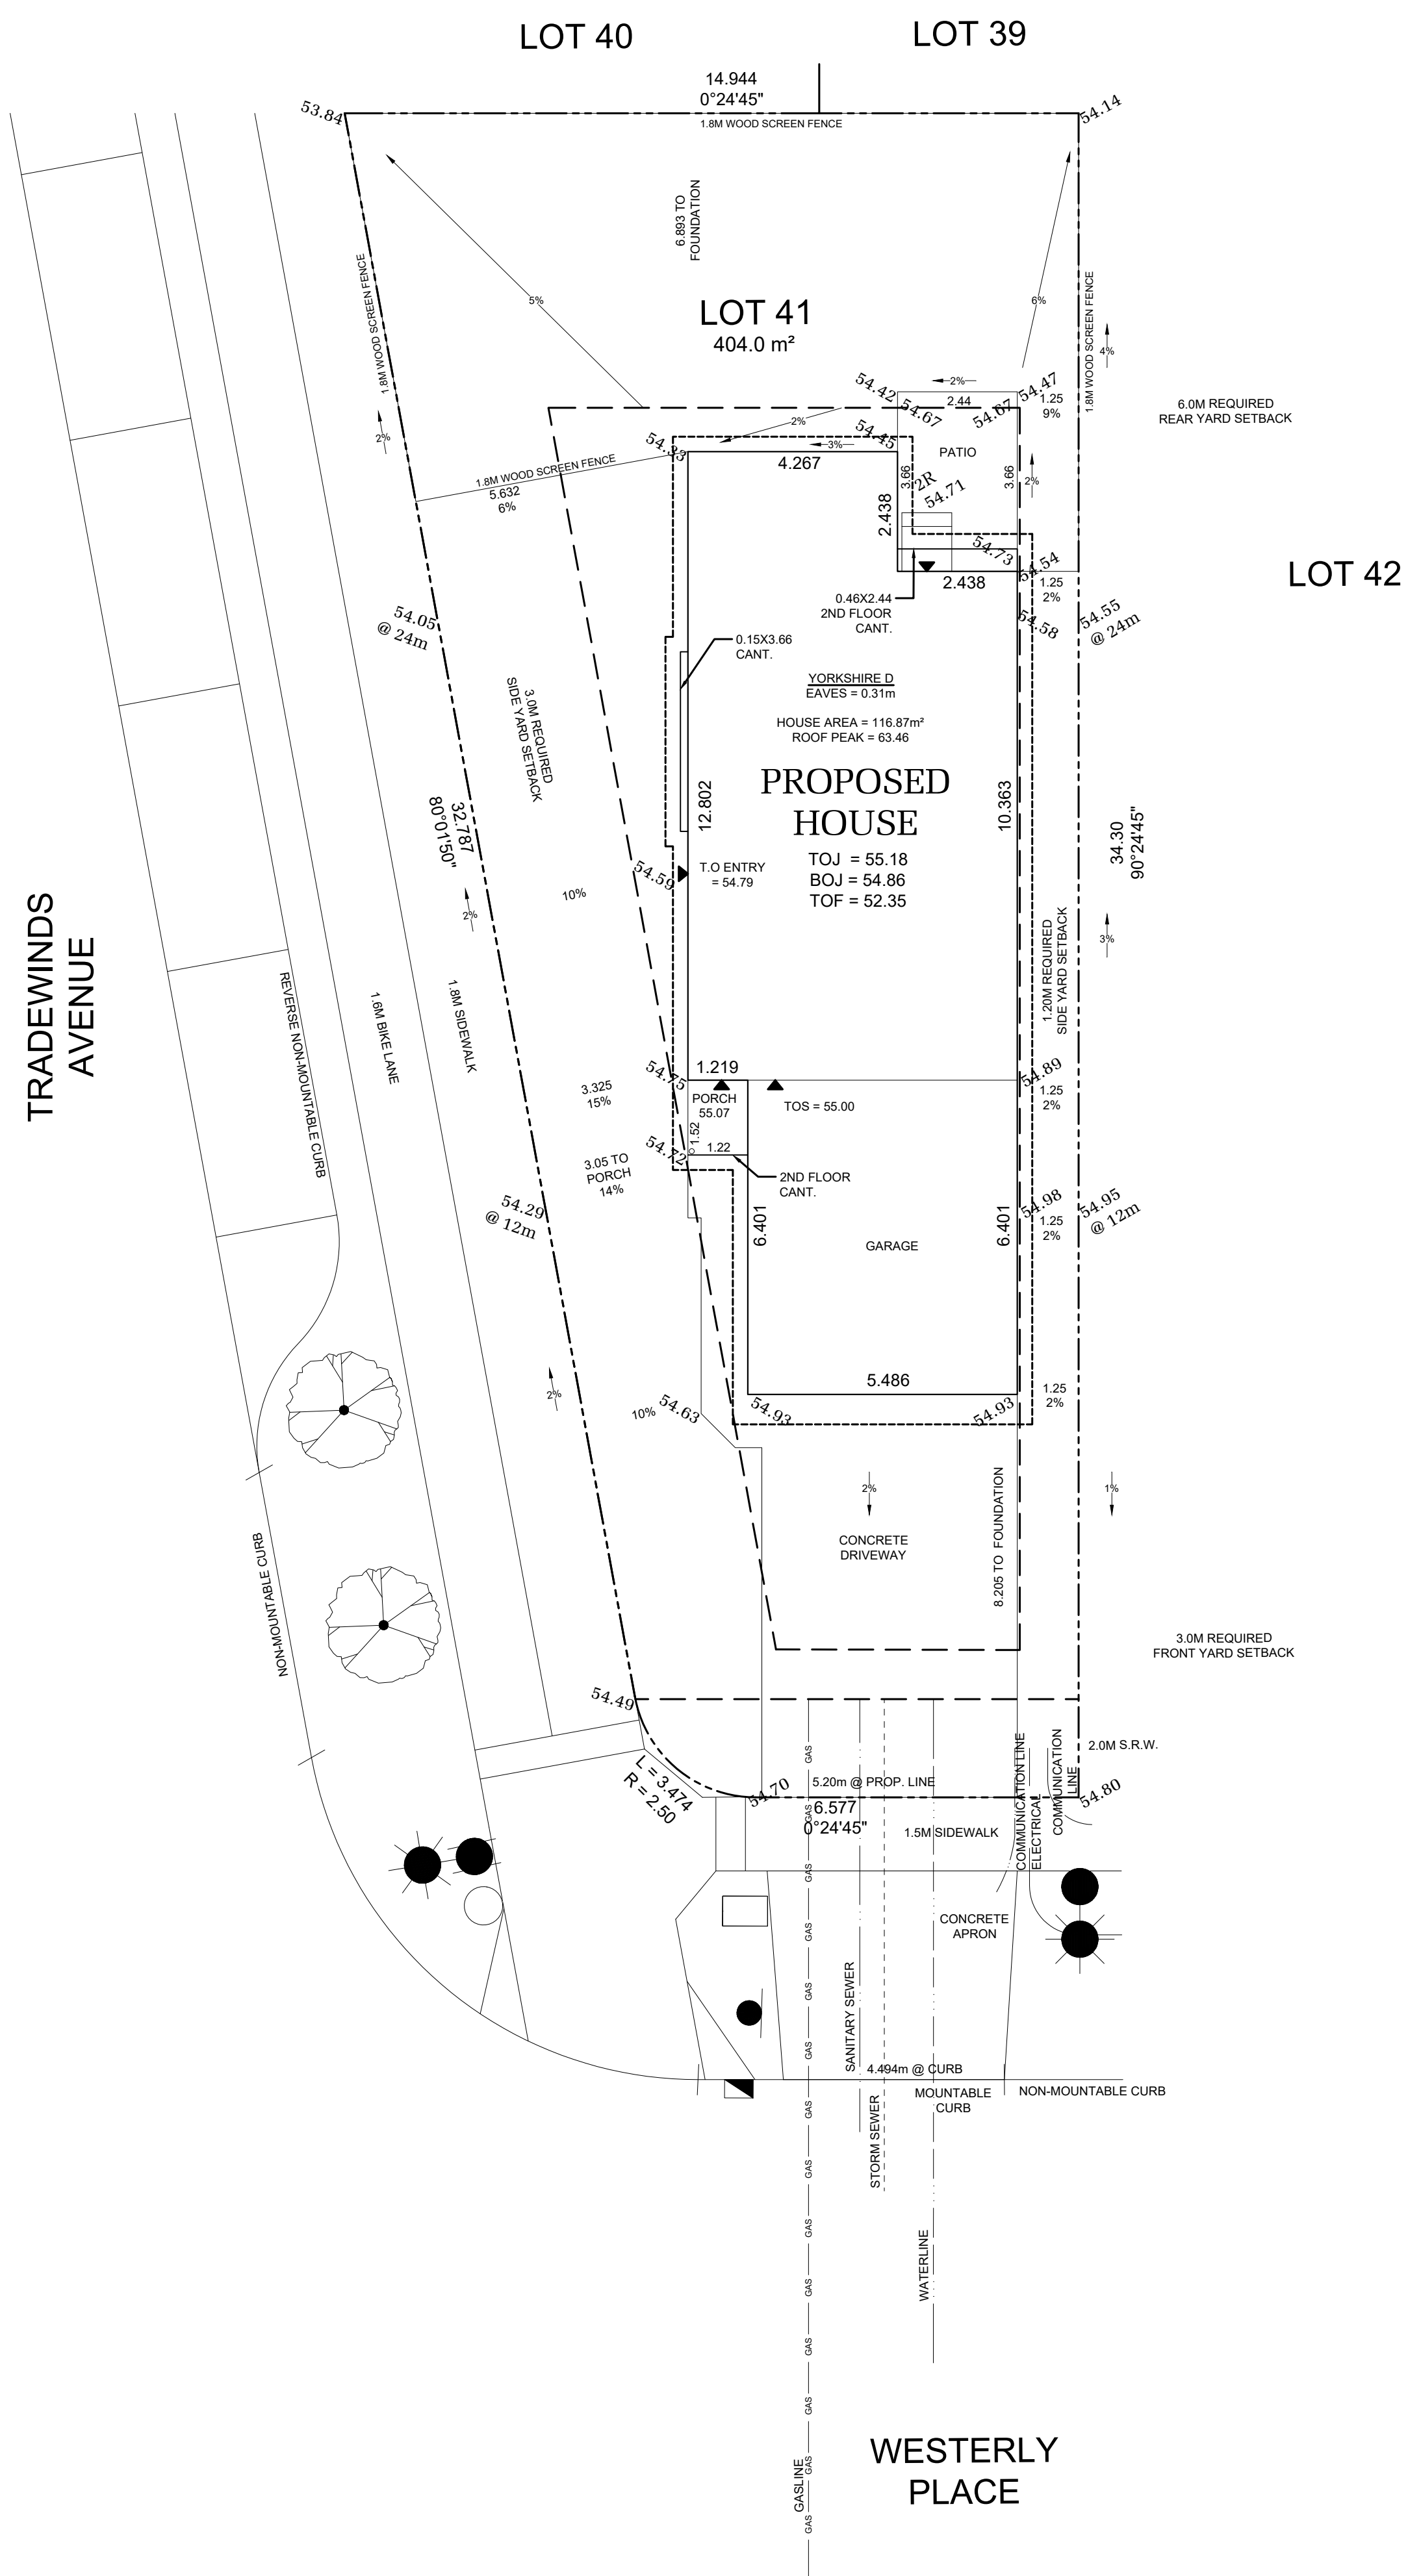 LOT 40
LOT 39
14.944
0°24'45"
1.8M WOOD SCREEN FENCE
53.84
54.14
6.893 TO
FOUNDATION
1.8M WOOD SCREEN FENCE
1.8M WOOD SCREEN FENCE
5%
6%
4%
LOT 41
404.0 m²
2%
54.42
2%
54.47
2.44
1.25
9%
54.67
54.67
6.0M REQUIRED
REAR YARD SETBACK
2%
54.33
3%
54.45
PATIO
4.267
1.8M WOOD SCREEN FENCE
5.632
6%
3.66
2R
54.71
3.66
2%
2.438
54.73
54.54
2.438
1.25
2%
LOT 42
0.46X2.44
2ND FLOOR
CANT.
54.58
54.55
@ 24m
54.05
@ 24m
0.15X3.66
CANT.
3.0M REQUIRED
SIDE YARD SETBACK
YORKSHIRE D
EAVES = 0.31m
HOUSE AREA = 116.87m²
ROOF PEAK = 63.46
PROPOSED
HOUSE
TOJ = 55.18
BOJ = 54.86
TOF = 52.35
12.802
10.363
32.787
80°01'50"
34.30
90°24'45"
54.59
T.O ENTRY
= 54.79
10%
2%
3%
1.20M REQUIRED
SIDE YARD SETBACK
TRADEWINDS
AVENUE
REVERSE NON-MOUNTABLE CURB
1.6M BIKE LANE
1.8M SIDEWALK
1.219
54.75
54.89
3.325
15%
PORCH
55.07
TOS = 55.00
1.25
2%
1.52
1.22
54.72
3.05 TO
PORCH
14%
2ND FLOOR
CANT.
54.29
@ 12m
6.401
6.401
54.98
54.95
@ 12m
1.25
2%
GARAGE
5.486
2%
1.25
2%
10%
54.63
54.93
54.93
2%
1%
8.205 TO FOUNDATION
CONCRETE
DRIVEWAY
NON-MOUNTABLE CURB
3.0M REQUIRED
FRONT YARD SETBACK
54.49
GAS
2.0M S.R.W.
COMMUNICATION LINE
ELECTRICAL
COMMUNICATION
LINE
L = 3.474
R = 2.50
54.70
5.20m @ PROP. LINE
54.80
6.577
0°24'45"
GAS
1.5M SIDEWALK
GAS
CONCRETE
APRON
GAS
GAS
SANITARY SEWER
GAS
4.494m @ CURB
GAS
MOUNTABLE
CURB
NON-MOUNTABLE CURB
STORM SEWER
GAS
GAS
WATERLINE
GAS
GAS
GAS
WESTERLY
PLACE
GASLINE
GAS
GAS